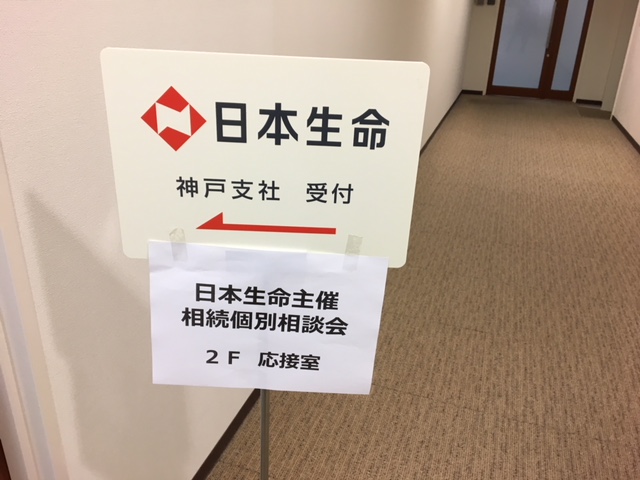 日本生命
神戸支社　受付
日本生命主催
相続個別相談会
２Ｆ　応接室